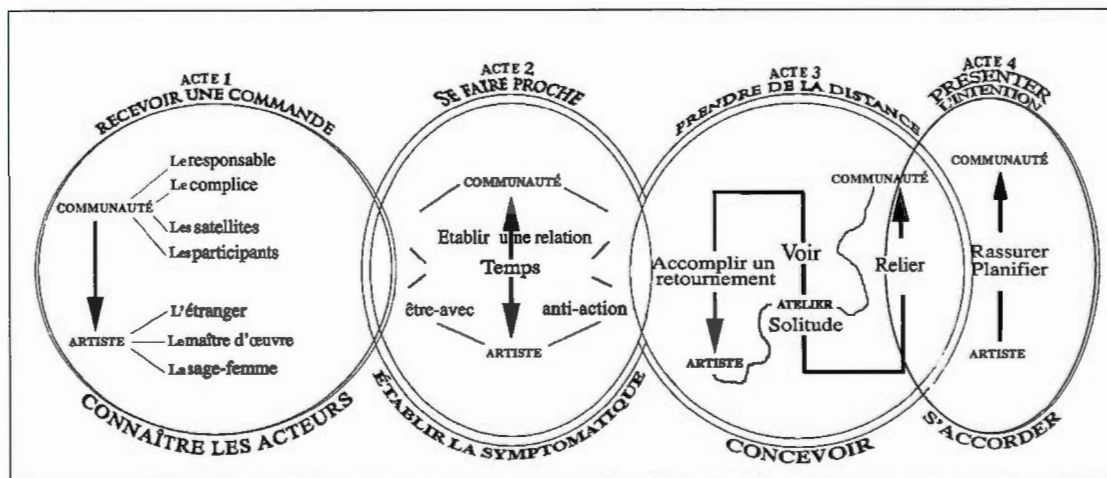 ACTE 1
RECEVOIR UNE COMMANDE
Le responsable
Le complice
COMMUNAUTÉ
Les satellites
Les participants
L'étranger
ARTISTE
Le maître d'œuvre
La sage-femme
CONNAÎTRE LES ACTEURS
ACTE 2
SE FAIRE PROCHE
COMMUNAUTÉ
Etablir une relation
Temps
être-avec
anti-action
ARTISTE
ÉTABLIR LA SYMPTOMATIQUE
ACTE 3
PRENDRE DE LA DISTANCE
COMMUNAUTÉ
Voir
Accomplir un
retournement
Relier
ATELIER
Solitude
ARTISTE
CONCEVOIR
ACTE 4
PRÉSENTER
L'INTENTION
COMMUNAUTÉ
Rassurer
Planifier
ARTISTE
S'ACCORDER